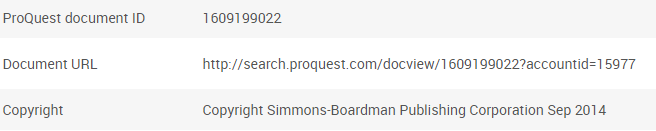 ProQuest document ID 1609199022
Document URL http://search.proquest.com/docview/1609199022?accountid=15977
Copyright Copyright Simmons-Boardman Publishing Corporation Sep 2014